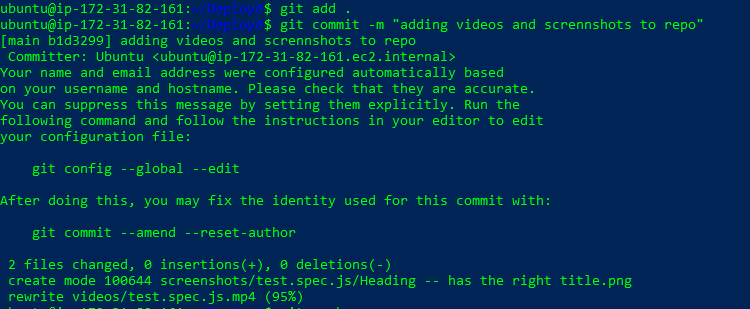 ubuntu@ip-172-31-82-161: $ git add .
ubuntu@ip-172-31-82-161: $ git commit -m "adding videos and scrennshots to repo"
[main b1d3299] adding videos and scrennshots to repo
 Committer: Ubuntu <ubuntu@ip-172-31-82-161.ec2.internal>
Your name and email address were configured automatically based
on your username and hostname. Please check that they are accurate.
You can suppress this message by setting them explicitly. Run the
following command and follow the instructions in your editor to edit
your configuration file:

    git config --global --edit

After doing this, you may fix the identity used for this commit with:

    git commit --amend --reset-author

 2 files changed, 0 insertions(+), 0 deletions(-)
 create mode 100644 screenshots/test.spec.js/Heading -- has the right title.png
 rewrite videos/test.spec.js.mp4 (95%)